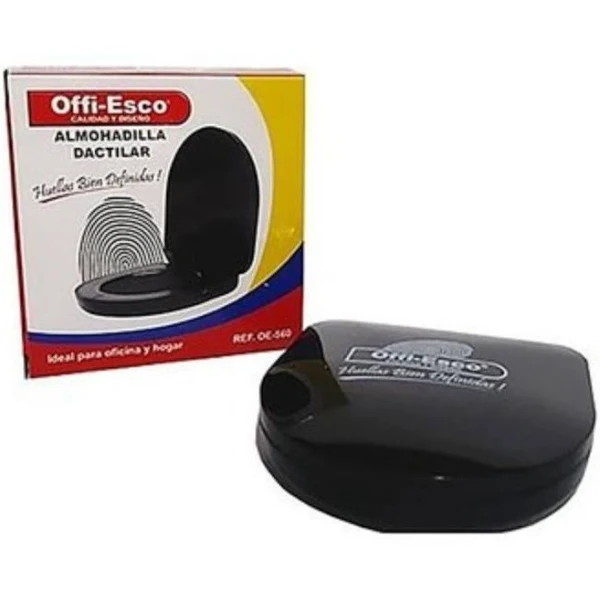 Offi-Esco
CALIDAD Y DISEÑO
ALMOHADILLA
DACTILAR
Huellas Bien Definidas!
REF. OE-560
Ideal para oficina y hogar
Offi-Esco
Huellas Bien Definidas!